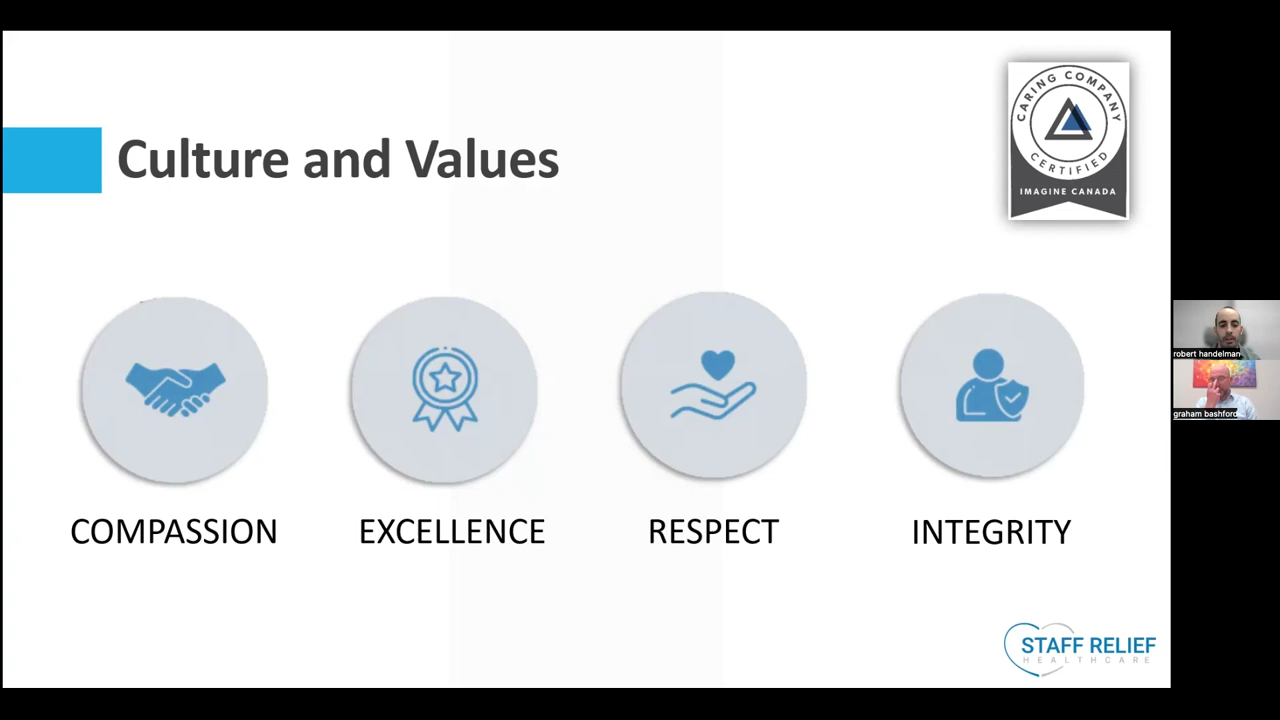 Culture and Values
CARING COMPANY
CERTIFIED
IMAGINE CANADA
COMPASSION
EXCELLENCE
RESPECT
INTEGRITY
robert handelman
graham bashford
STAFF RELIEF
HEALTHCARE